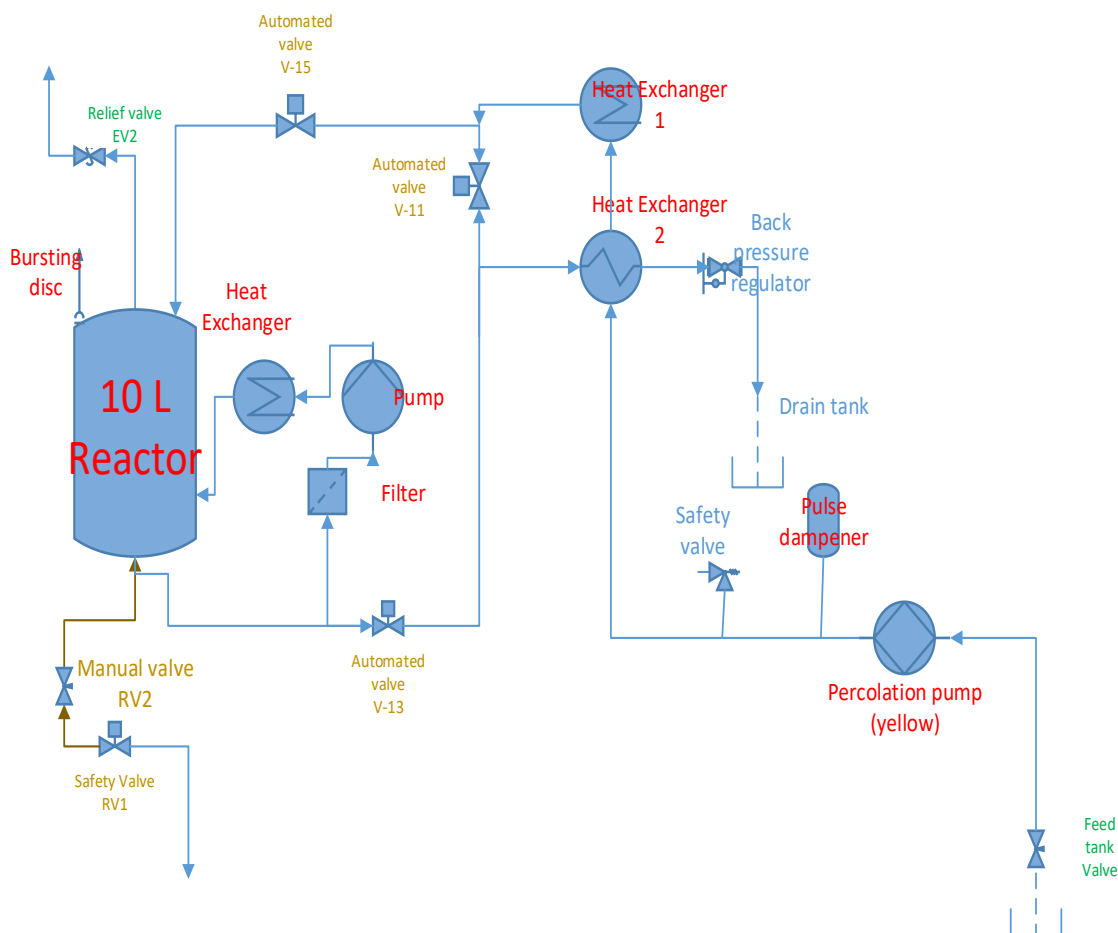 Automated
valve
V-15
Relief valve
EV2
Heat Exchanger
1
Automated
valve
V-11
Heat Exchanger
2
Back
pressure
regulator
Bursting
disc
Heat
Exchanger
10 L
Reactor
Pump
Drain tank
Filter
Pulse
dampener
Safety
valve
Manual valve
RV2
Automated
valve
V-13
Percolation pump
(yellow)
Safety Valve
RV1
Feed
tank
Valve